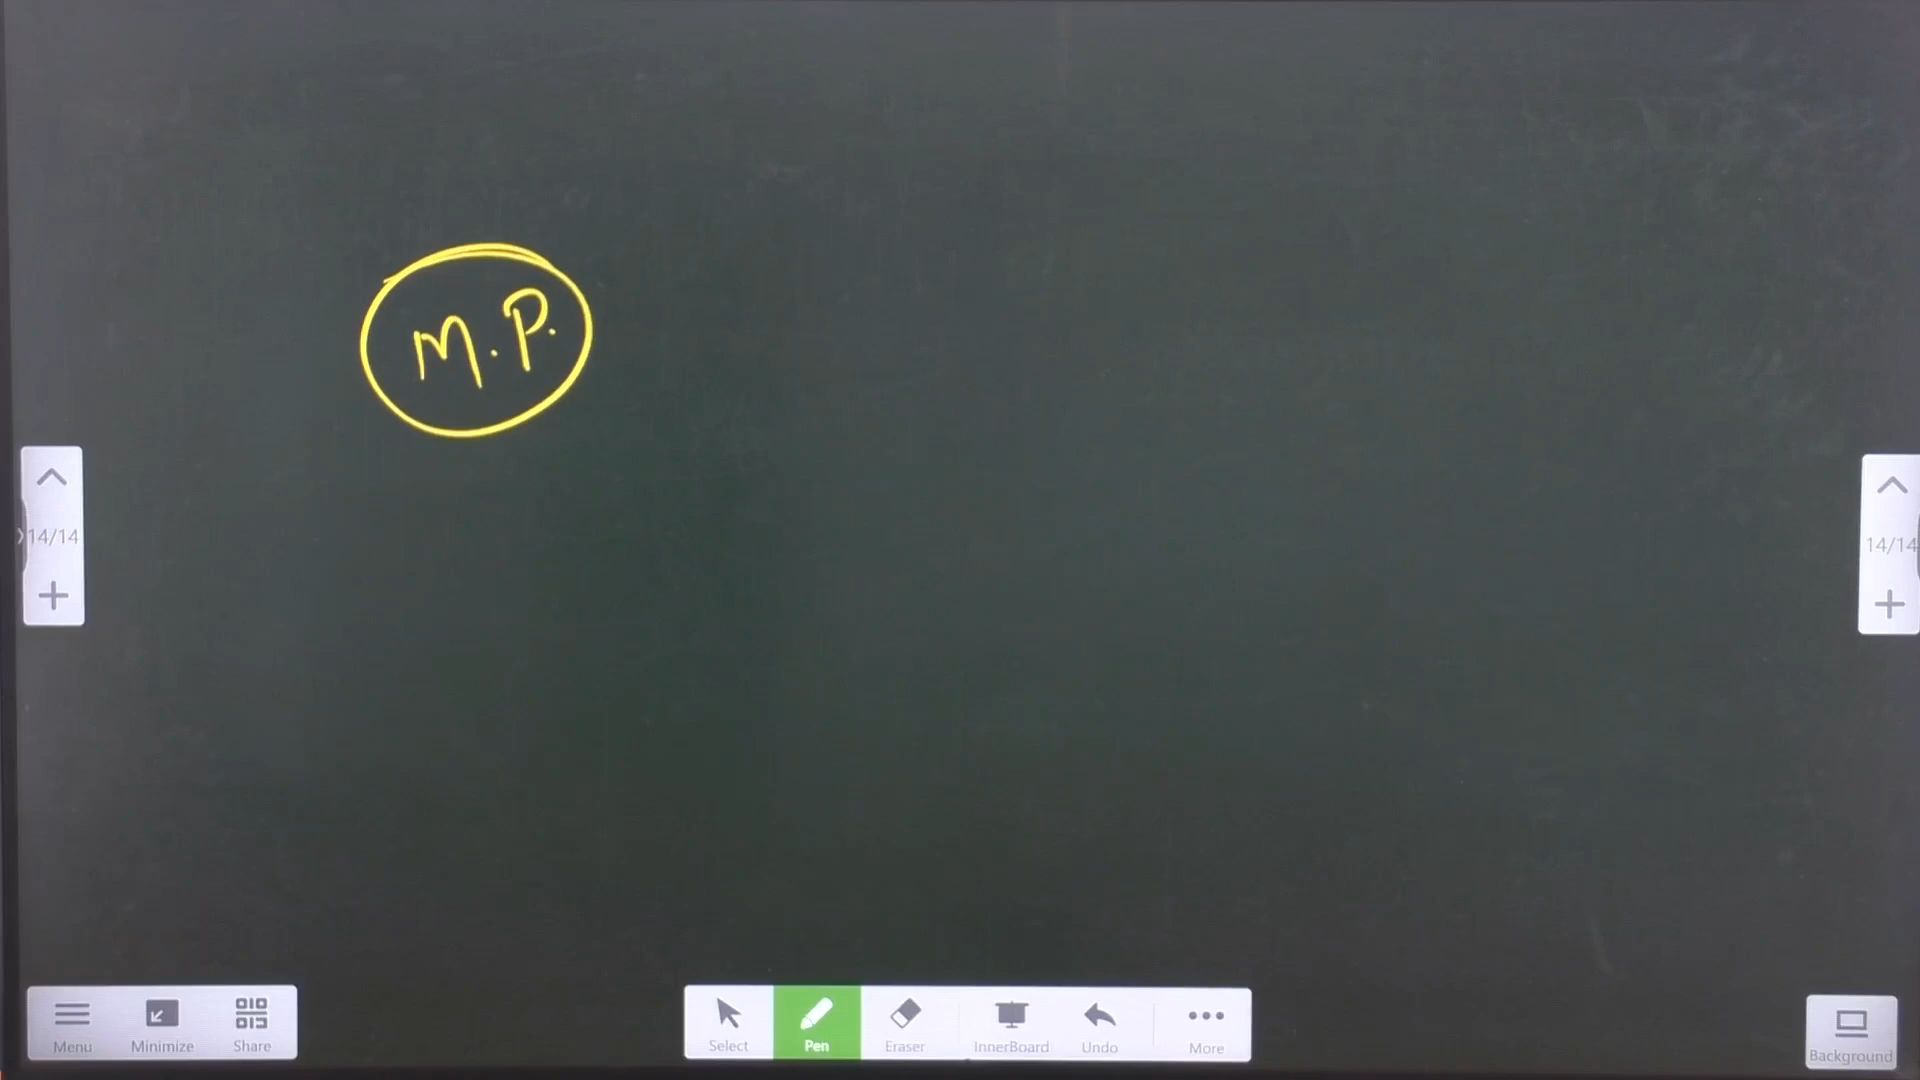 M.P.
14/14
14/14
Menu
Minimize
Share
Select
Pen
Eraser
InnerBoard
Undo
More
Background